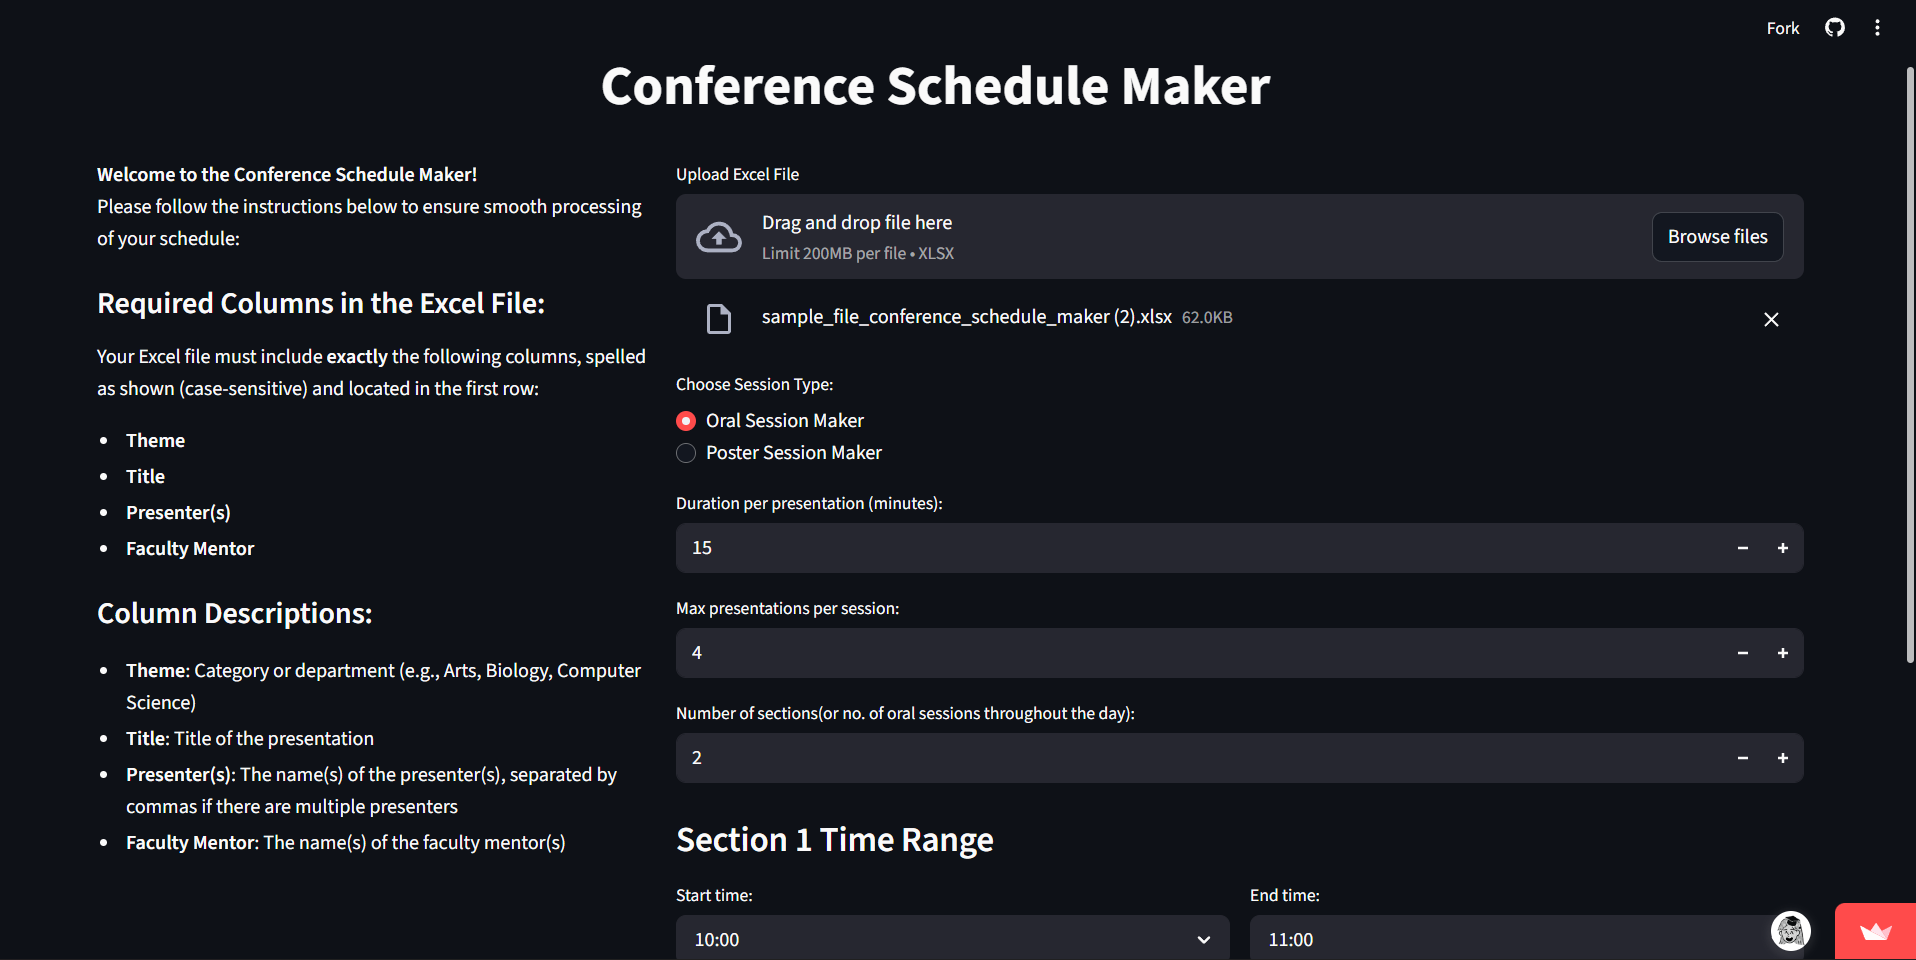 Fork
Conference Schedule Maker
Welcome to the Conference Schedule Maker!
Please follow the instructions below to ensure smooth processing
of your schedule:
Required Columns in the Excel File:
Your Excel file must include exactly the following columns, spelled
as shown (case-sensitive) and located in the first row:
Theme
Title
Presenter(s)
Faculty Mentor
Column Descriptions:
Theme: Category or department (e.g., Arts, Biology, Computer
Science)
Title: Title of the presentation
Presenter(s): The name(s) of the presenter(s), separated by
commas if there are multiple presenters
Faculty Mentor: The name(s) of the faculty mentor(s)
Upload Excel File
Drag and drop file here
Limit 200MB per file • XLSX
Browse files
sample_file_conference_schedule_maker (2).xlsx 62.0KB
Choose Session Type:
Oral Session Maker
Poster Session Maker
Duration per presentation (minutes):
15
Max presentations per session:
4
Number of sections(or no. of oral sessions throughout the day):
2
Section 1 Time Range
Start time:
End time:
10:00
11:00